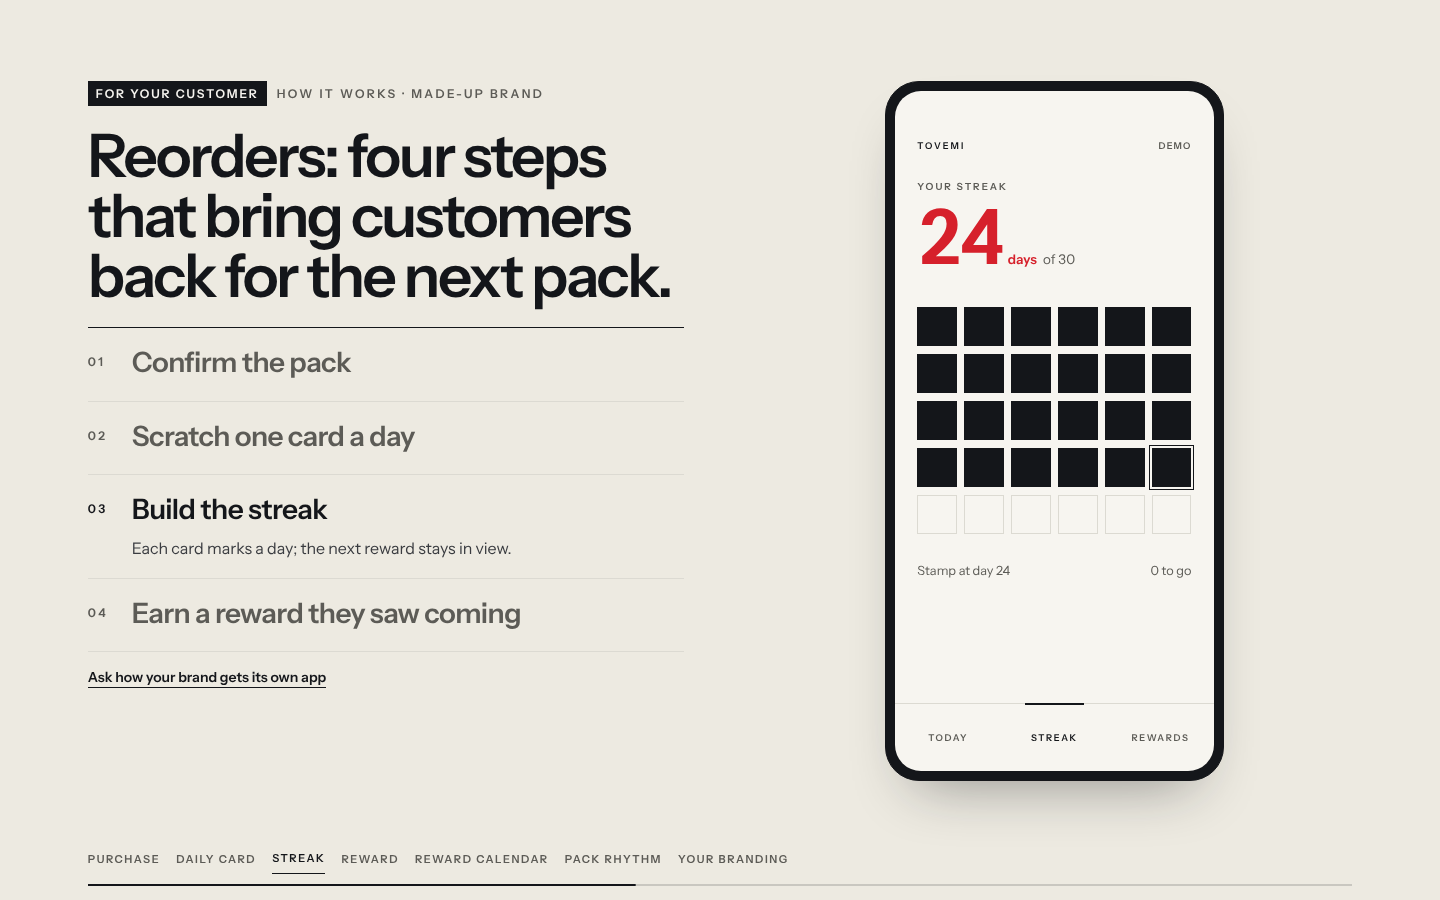 FOR YOUR CUSTOMER HOW IT WORKS · MADE-UP BRAND
Reorders: four steps
that bring customers
back for the next pack.
01 Confirm the pack
02 Scratch one card a day
03 Build the streak
Each card marks a day; the next reward stays in view.
04 Earn a reward they saw coming
Ask how your brand gets its own app
TOVEMI DEMO
YOUR STREAK
24 days of 30
Stamp at day 24 0 to go
TODAY STREAK REWARDS
PURCHASE DAILY CARD STREAK REWARD REWARD CALENDAR PACK RHYTHM YOUR BRANDING